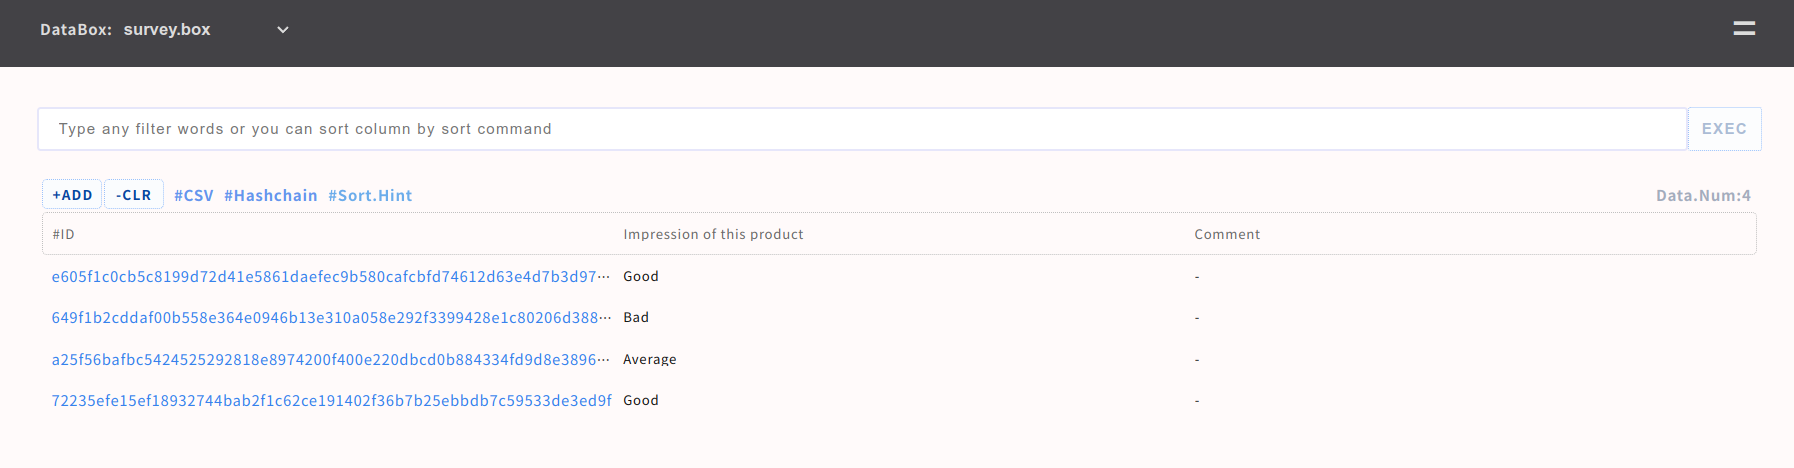 DataBox: survey.box
Type any filter words or you can sort column by sort command EXEC
+ADD -CLR #CSV #Hashchain #Sort.Hint Data.Num:4
#ID Impression of this product Comment
e605f1c0cb5c8199d72d41e5861daefec9b580cafcbfd74612d63e4d7b3d97… Good -
649f1b2cddaf00b558e364e0946b13e310a058e292f3399428e1c80206d388… Bad -
a25f56bafbc5424525292818e8974200f400e220dbcd0b884334fd9d8e3896… Average -
72235efe15ef18932744bab2f1c62ce191402f36b7b25ebbdb7c59533de3ed9f Good -